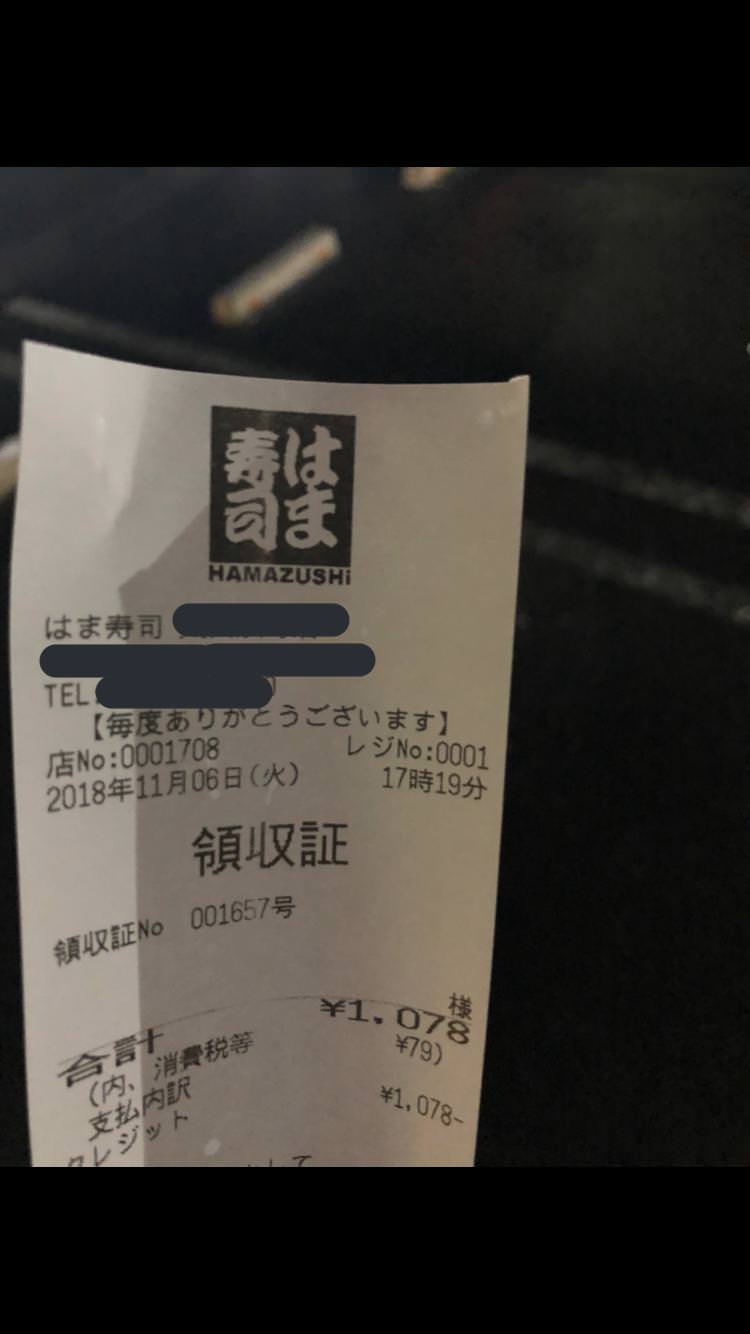 はま寿司
HAMAZUSHi
はま寿司
TEL
【毎度ありがとうございます】
店No:0001708 レジNo:0001
2018年11月06日(火) 17時19分
領収証
領収証No 001657号
様
合計 ¥1,078
(内、消費税等 ¥79)
支払内訳
クレジット ¥1,078-
して